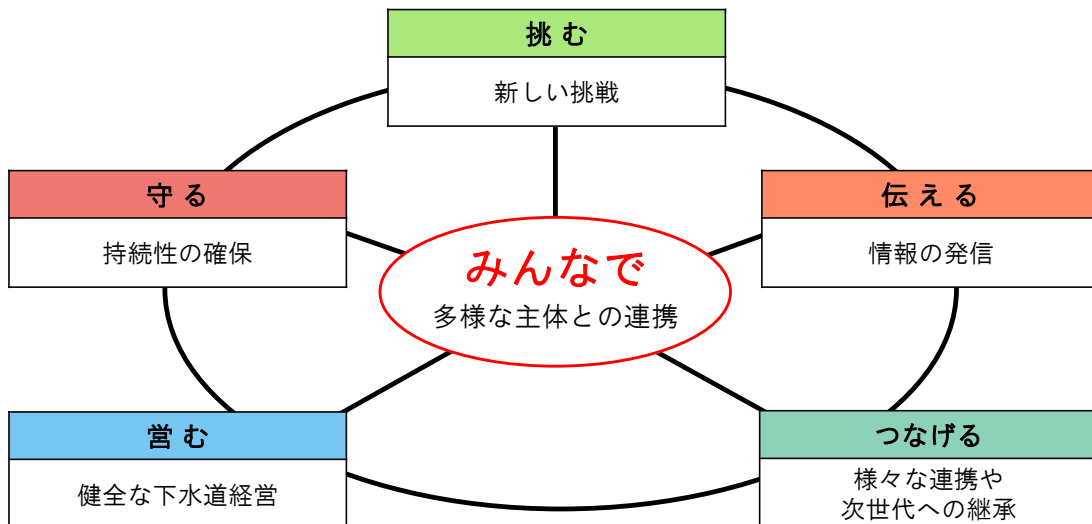 挑む
新しい挑戦
守る
持続性の確保
伝える
情報の発信
みんなで
多様な主体との連携
営む
健全な下水道経営
つなげる
様々な連携や
次世代への継承